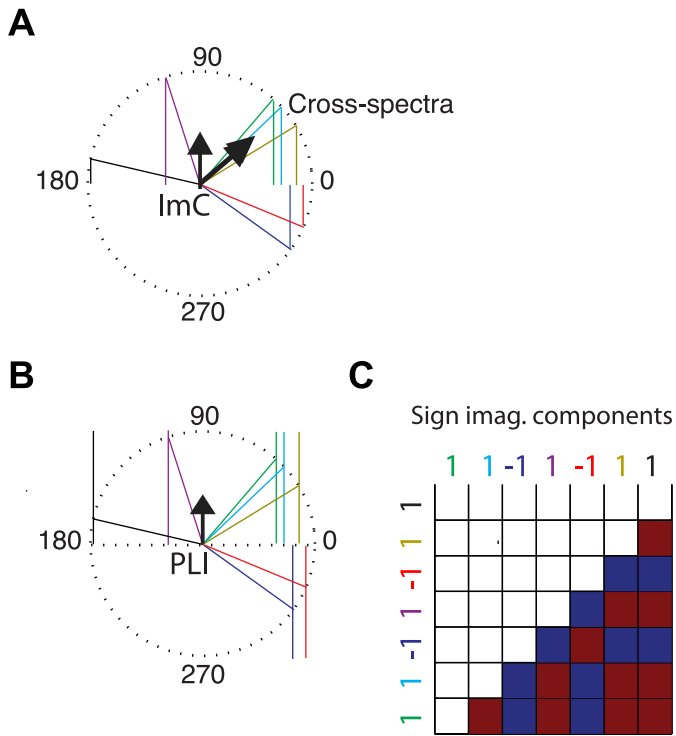 A
90
Cross-spectra
180
0
ImC
270
B
C
90
Sign imag. components
1 1 -1 1 -1 1 1
1
1
180
0
PLI
-1
1
-1
270
1
1